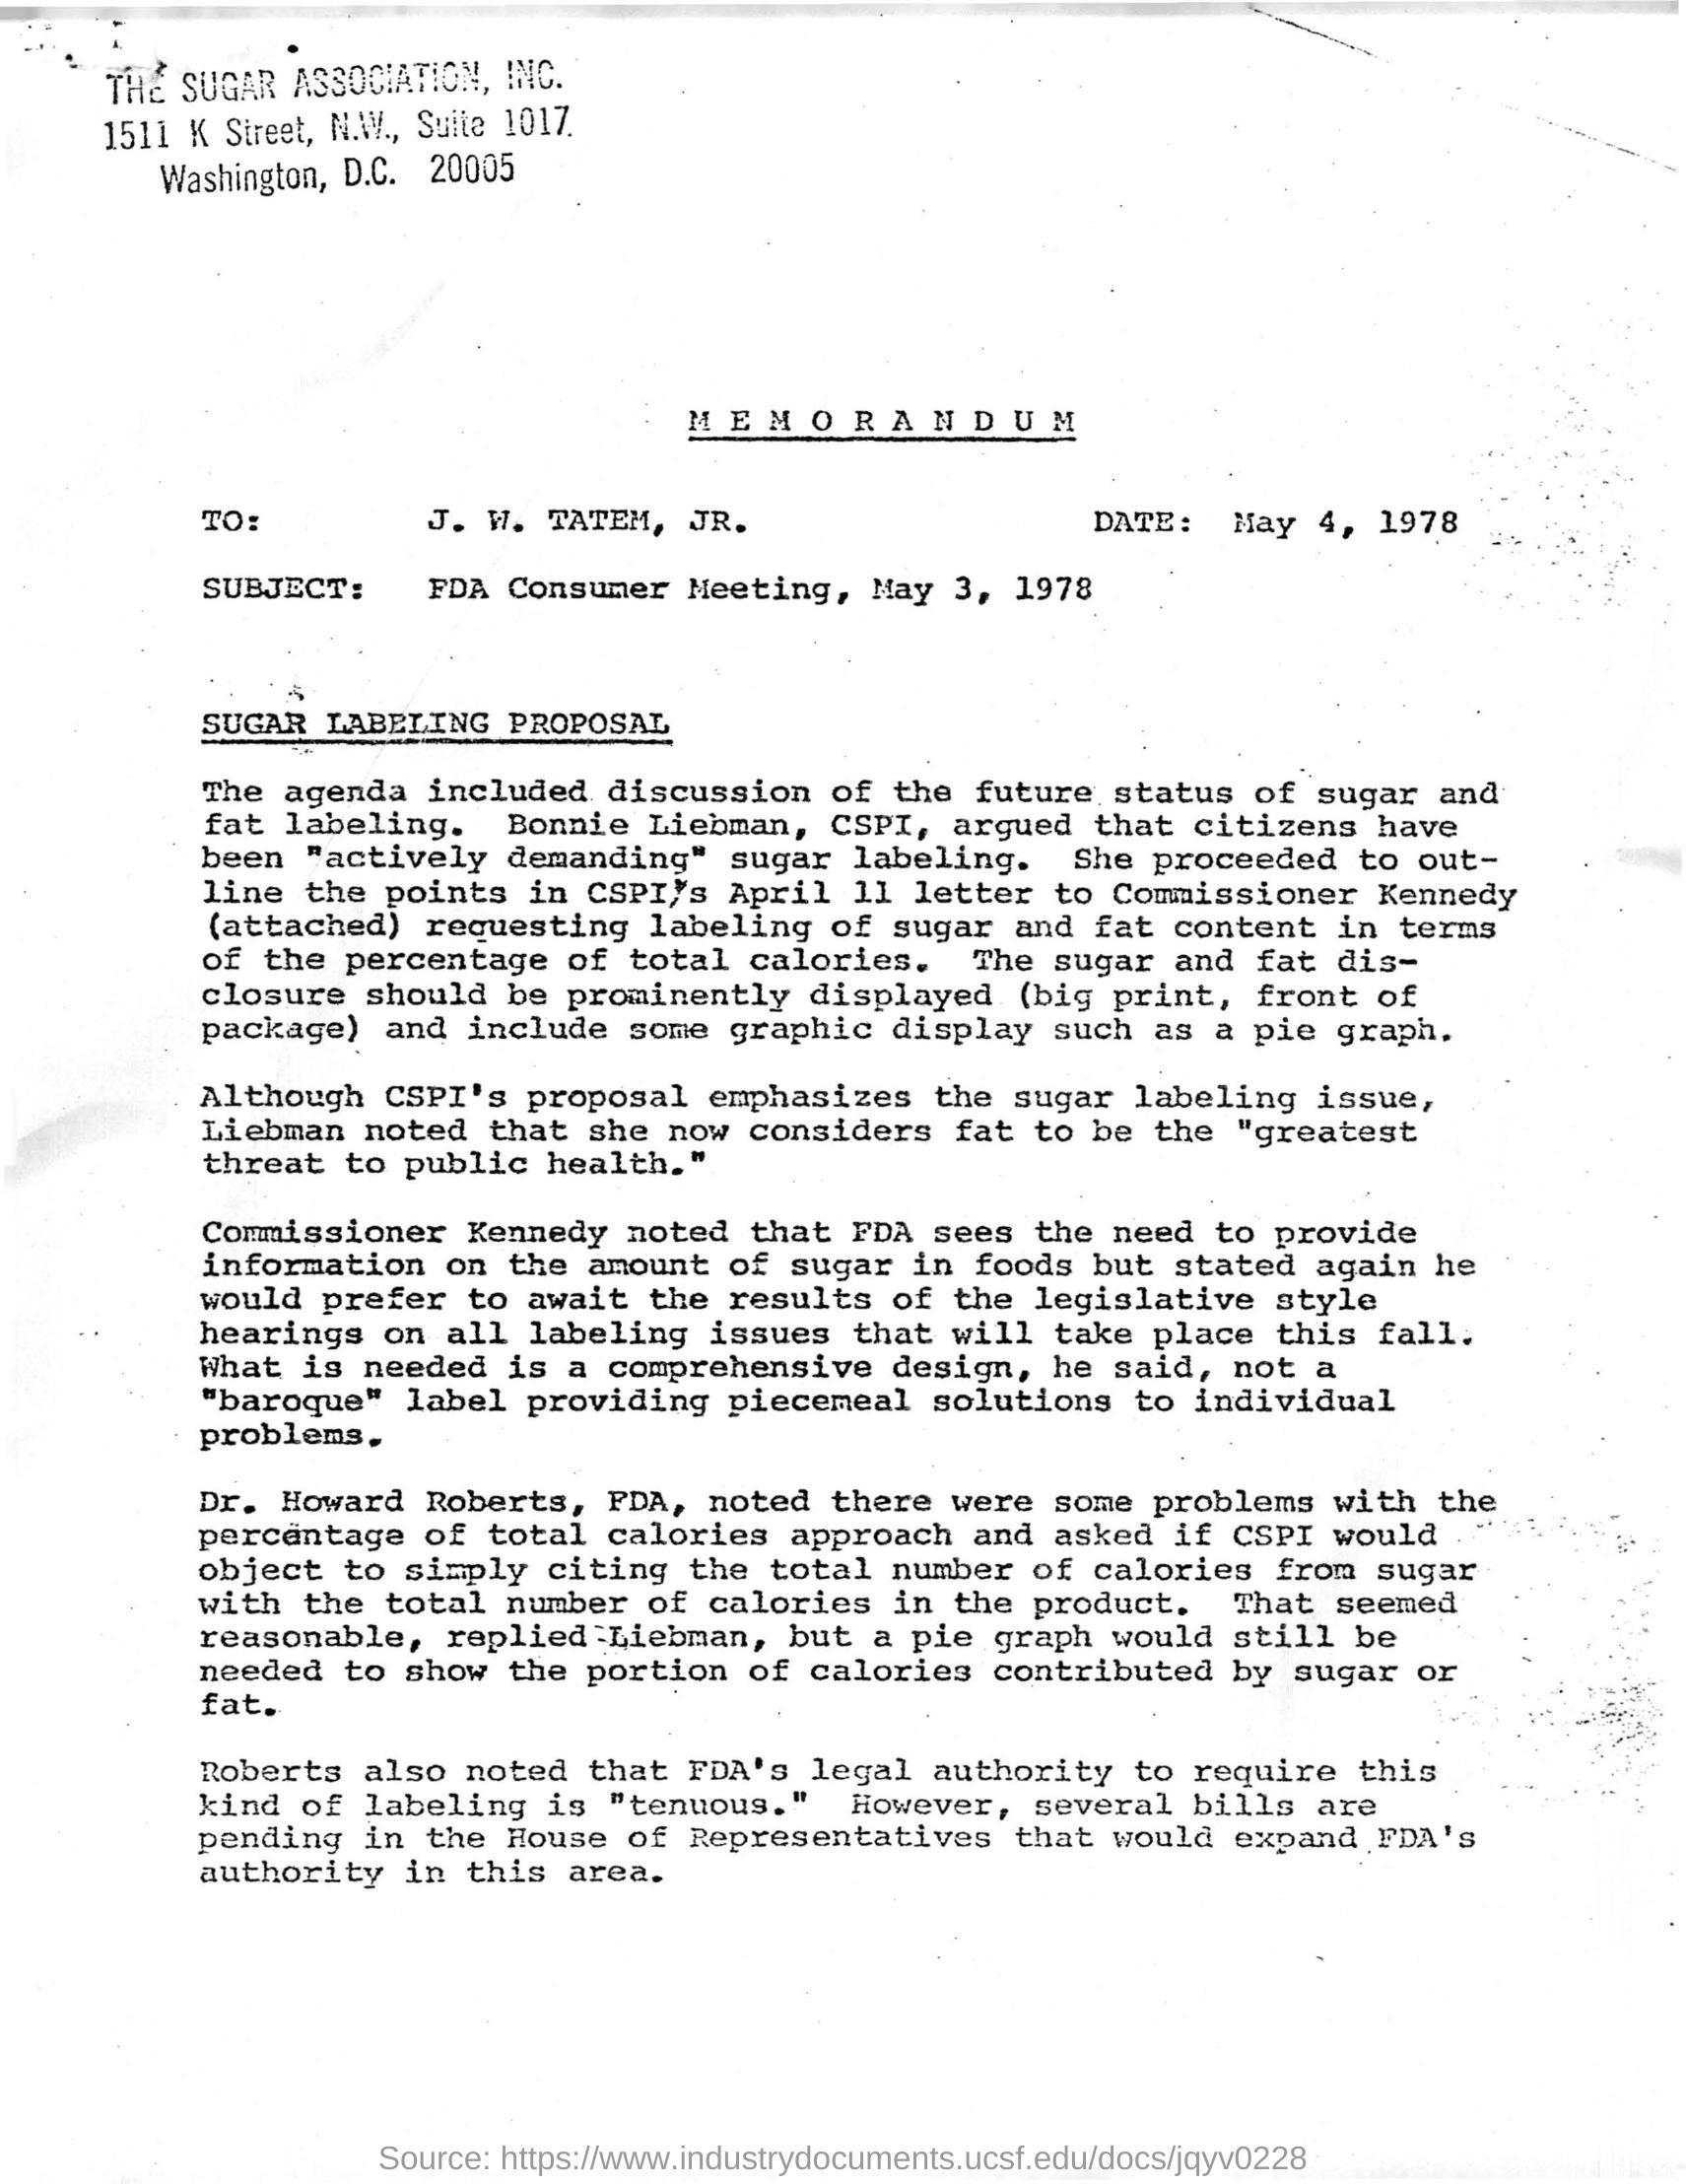 THE SUGAR ASSOCIATION, INC.
1511 K Street, N.W., Suite 1017
Washington, D.C. 20005
MEMORANDUM
TO: J. W. TATEM, JR. DATE: May 4, 1978
SUBJECT: FDA Consumer Meeting, May 3, 1978
SUGAR LABELING PROPOSAL
The agenda included discussion of the future status of sugar and
fat labeling. Bonnie Liebman, CSPI, argued that citizens have
been "actively demanding" sugar labeling. She proceeded to out-
line the points in CSPI's April 11 letter to Commissioner Kennedy
(attached) requesting labeling of sugar and fat content in terms
of the percentage of total calories. The sugar and fat dis-
closure should be prominently displayed (big print, front of
package) and include some graphic display such as a pie graph.
Although CSPI's proposal emphasizes the sugar labeling issue,
Liebman noted that she now considers fat to be the "greatest
threat to public health."
Commissioner Kennedy noted that FDA sees the need to provide
information on the amount of sugar in foods but stated again he
would prefer to await the results of the legislative style
hearings on all labeling issues that will take place this fall.
What is needed is a comprehensive design, he said, not a
"baroque" label providing piecemeal solutions to individual
problems.
Dr. Howard Roberts, FDA, noted there were some problems with the
percentage of total calories approach and asked if CSPI would
object to simply citing the total number of calories from sugar
with the total number of calories in the product. That seemed
reasonable, replied Liebman, but a pie graph would still be
needed to show the portion of calories contributed by sugar or
fat.
Roberts also noted that FDA's legal authority to require this
kind of labeling is "tenuous." However, several bills are
pending in the House of Representatives that would expand FDA's
authority in this area.
Source: https://www.industrydocuments.ucsf.edu/docs/jqyv0228